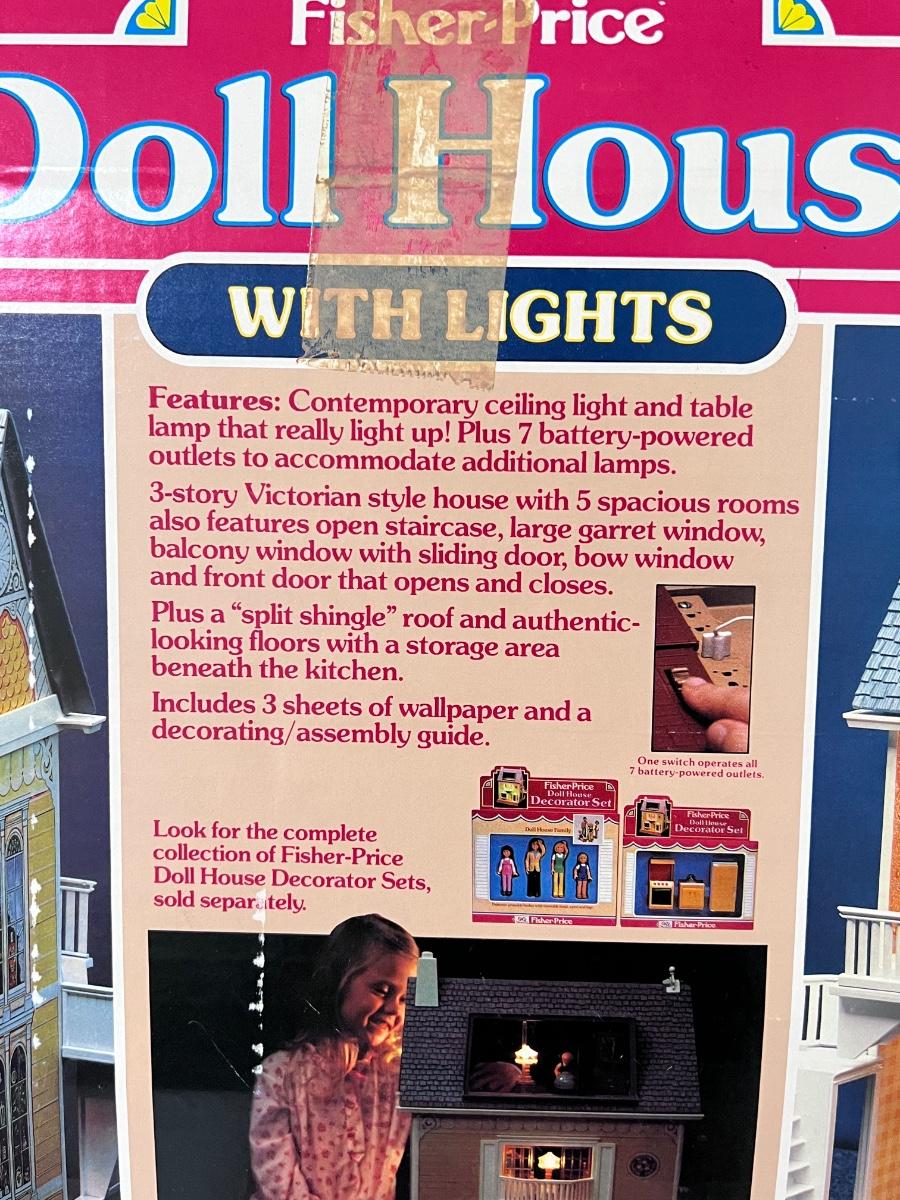 Fisher-Price
Doll Hous
WITH LIGHTS
Features: Contemporary ceiling light and table
lamp that really light up! Plus 7 battery-powered
outlets to accommodate additional lamps.
3-story Victorian style house with 5 spacious rooms
also features open staircase, large garret window,
balcony window with sliding door, bow window
and front door that opens and closes.
Plus a “split shingle” roof and authentic-
looking floors with a storage area
beneath the kitchen.
Includes 3 sheets of wallpaper and a
decorating/assembly guide.
One switch operates all
7 battery-powered outlets.
Look for the complete
collection of Fisher-Price
Doll House Decorator Sets,
sold separately.
Fisher-Price
Doll House
Decorator Set
Doll House Family
Fisher-Price
Fisher-Price
Doll House
Decorator Set
Fisher-Price